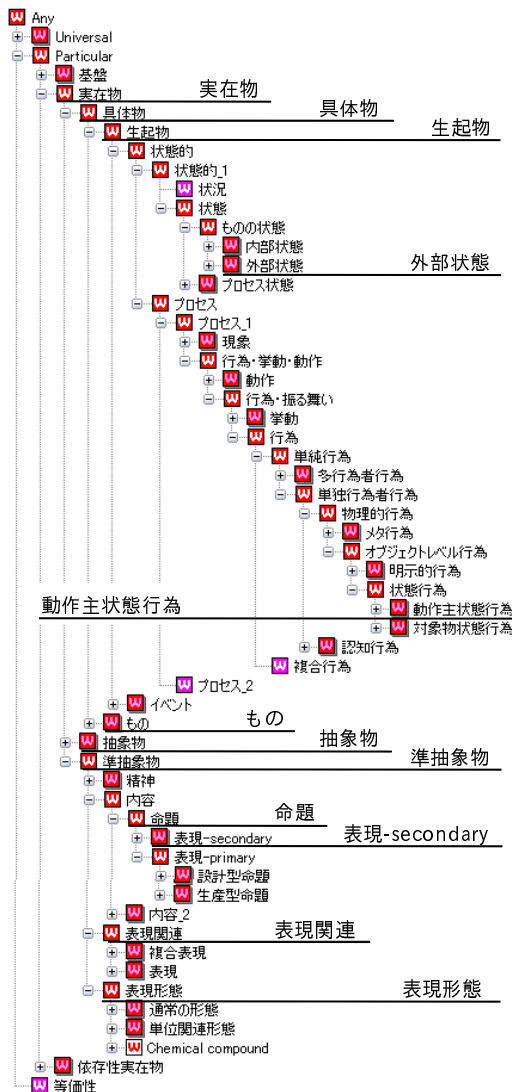 Any
Universal
Particular
基盤
実在物 実在物
具体物 具体物
生起物 生起物
状態的
状態的_1
状況
状態
ものの状態
内部状態
外部状態 外部状態
プロセス状態
プロセス
プロセス_1
現象
行為・挙動・動作
動作
行為・振る舞い
挙動
行為
単純行為
多行為者行為
単独行為者行為
物理的行為
メタ行為
オブジェクトレベル行為
明示的行為
状態行為
動作主状態行為 動作主状態行為
対象物状態行為
認知行為
複合行為
プロセス_2
イベント
もの もの
抽象物 抽象物
準抽象物 準抽象物
精神
内容
命題 命題
表現-secondary 表現-secondary
表現-primary
設計型命題
生産型命題
内容_2
表現関連 表現関連
複合表現
表現
表現形態 表現形態
通常の形態
単位関連形態
Chemical compound
依存性実在物
等価性